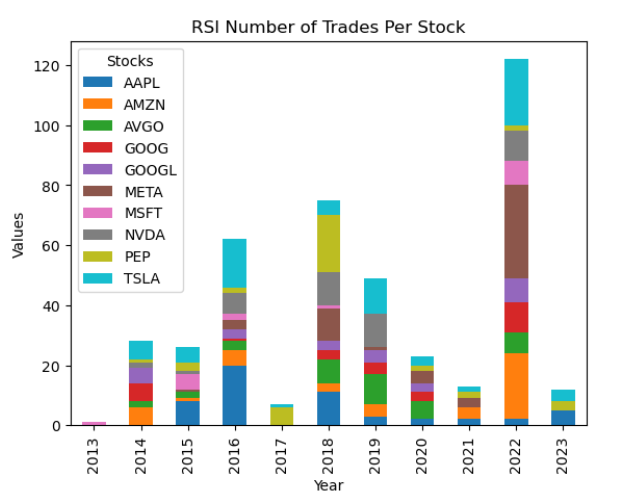 RSI Number of Trades Per Stock
Stocks
AAPL
AMZN
AVGO
GOOG
GOOGL
META
MSFT
NVDA
PEP
TSLA
Values
120
100
80
60
40
20
0
2013 2014 2015 2016 2017 2018 2019 2020 2021 2022 2023
Year